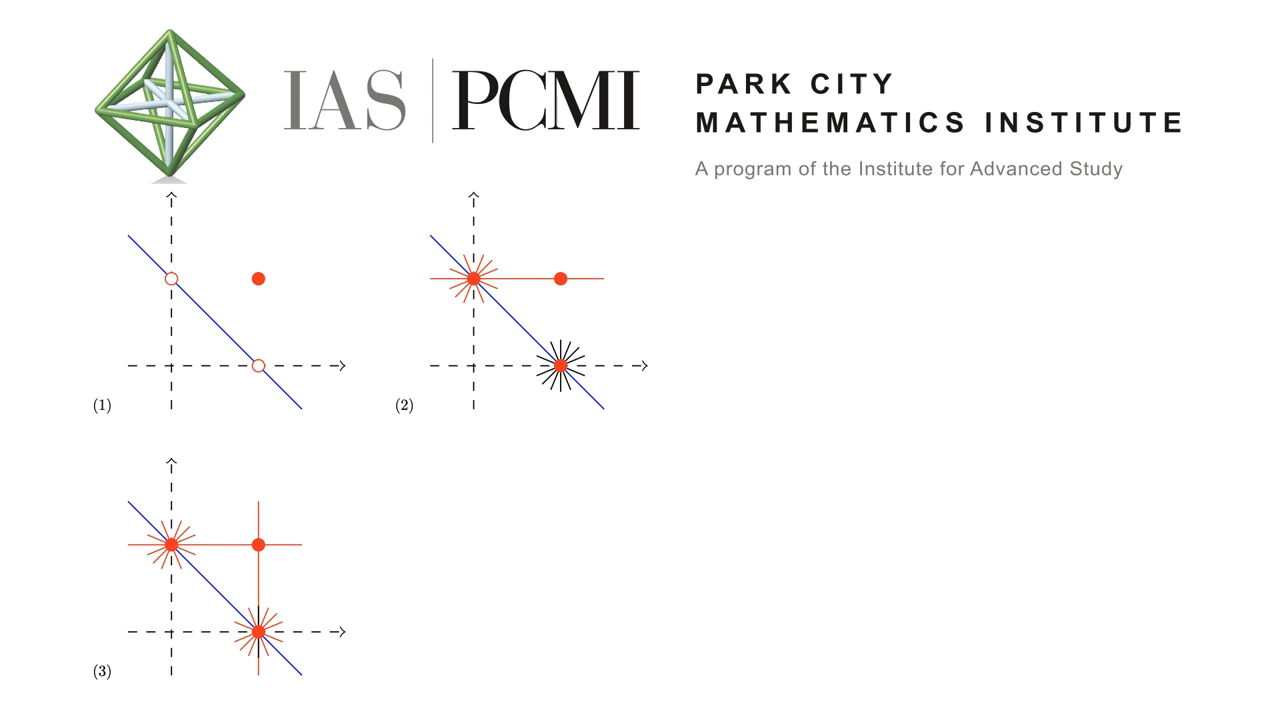 IAS PCMI
PARK CITY
MATHEMATICS INSTITUTE
A program of the Institute for Advanced Study
(1)
(2)
(3)